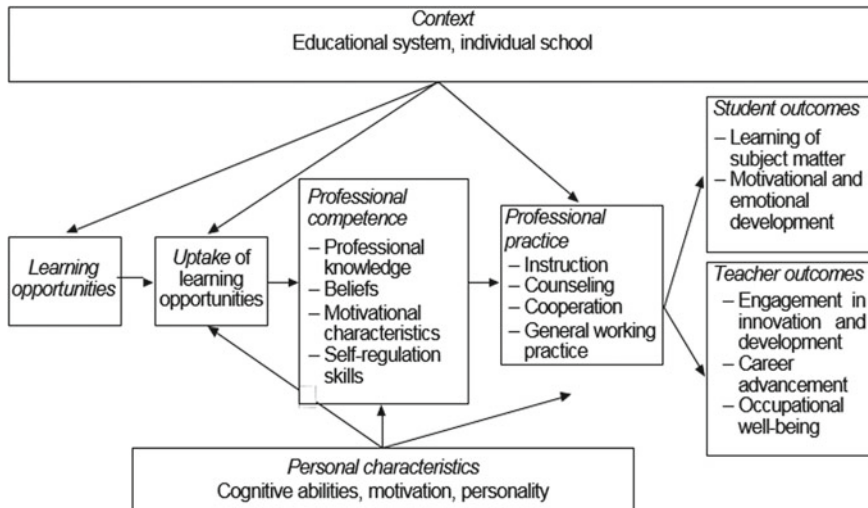 Context
Educational system, individual school
Student outcomes
– Learning of
subject matter
– Motivational and
emotional
development
Professional
competence
– Professional
knowledge
– Beliefs
– Motivational
characteristics
– Self-regulation
skills
Professional
practice
– Instruction
– Counseling
– Cooperation
– General working
practice
Learning
opportunities
Uptake of
learning
opportunities
Teacher outcomes
– Engagement in
innovation and
development
– Career
advancement
– Occupational
well-being
Personal characteristics
Cognitive abilities, motivation, personality